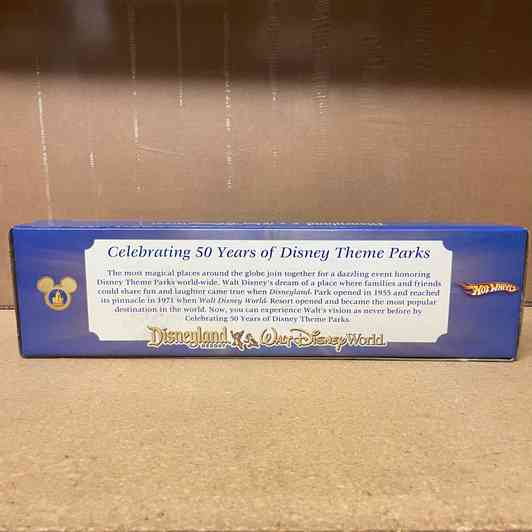 Celebrating 50 Years of Disney Theme Parks
The most magical places around the globe join together for a dazzling event honoring
Disney Theme Parks world-wide. Walt Disney's dream of a place where families and friends
could share fun and laughter came true when Disneyland Park opened in 1955 and reached
its pinnacle in 1971 when Walt Disney World Resort opened and became the most popular
destination in the world. Now, you can experience Walt's vision as never before by
Celebrating 50 Years of Disney Theme Parks.
Disneyland RESORT Walt Disney World
Hot Wheels